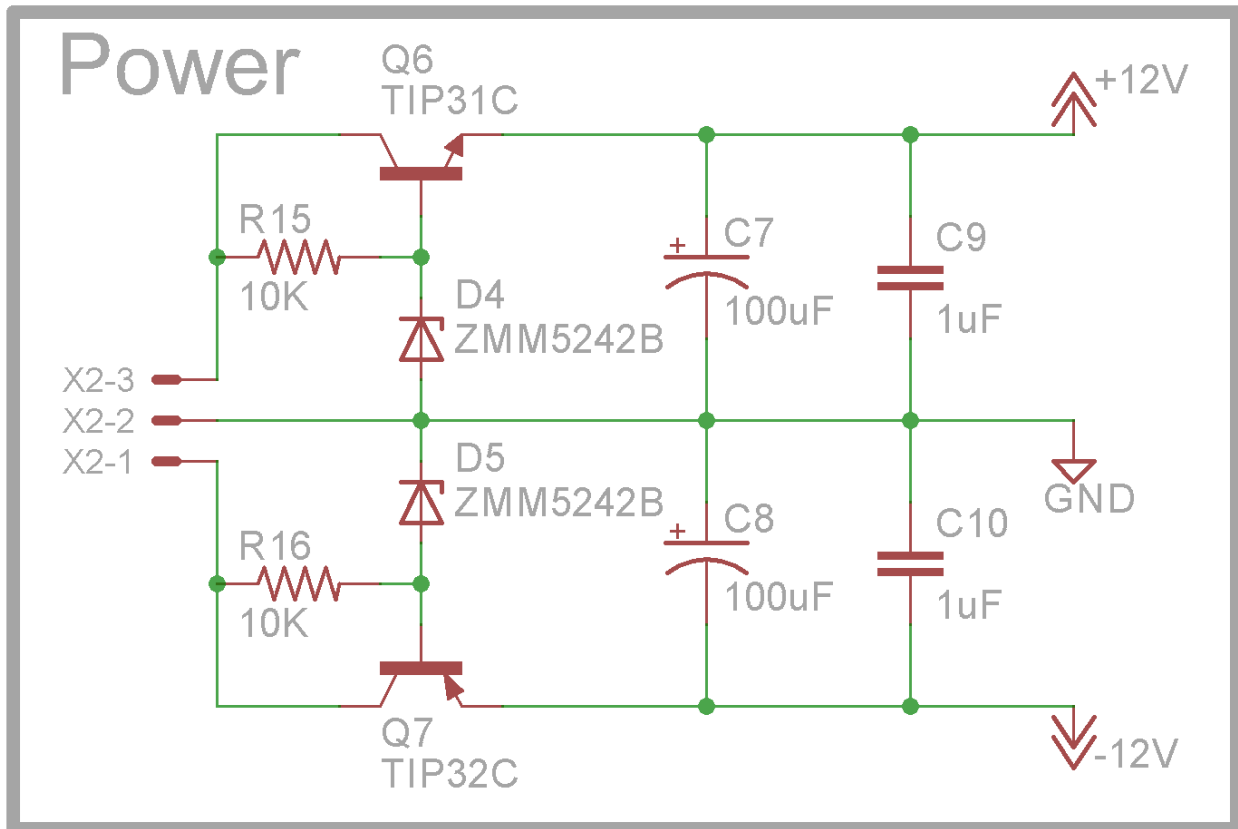 Power
Q6
TIP31C
+12V
R15
10K
C7
+
100uF
C9
1uF
D4
ZMM5242B
X2-3
X2-2
X2-1
D5
ZMM5242B
GND
R16
10K
C8
+
100uF
C10
1uF
Q7
TIP32C
-12V